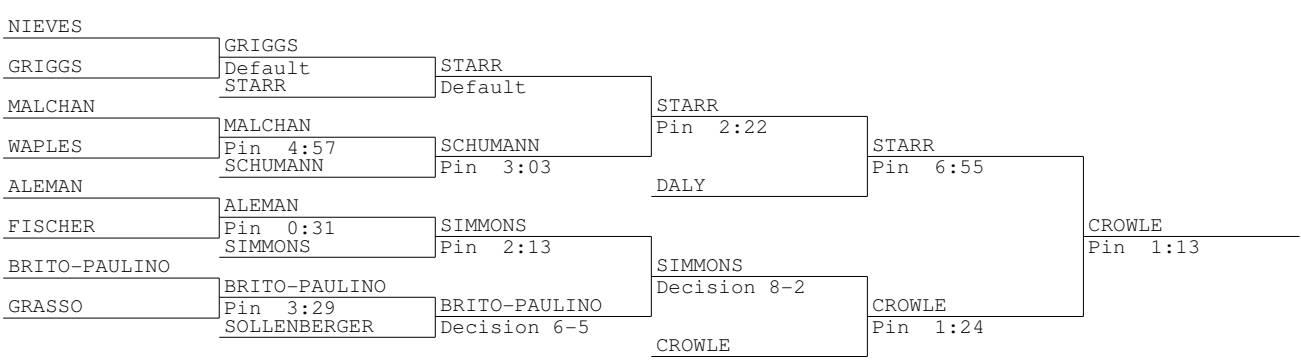 NIEVES
GRIGGS
GRIGGS
Default
STARR
STARR
Default
MALCHAN
STARR
Pin 2:22
MALCHAN
WAPLES
Pin 4:57
SCHUMANN
SCHUMANN
Pin 3:03
STARR
Pin 6:55
ALEMAN
DALY
ALEMAN
FISCHER
Pin 0:31
SIMMONS
SIMMONS
Pin 2:13
CROWLE
Pin 1:13
BRITO-PAULINO
SIMMONS
Decision 8-2
BRITO-PAULINO
GRASSO
Pin 3:29
SOLLENBERGER
BRITO-PAULINO
Decision 6-5
CROWLE
Pin 1:24
CROWLE